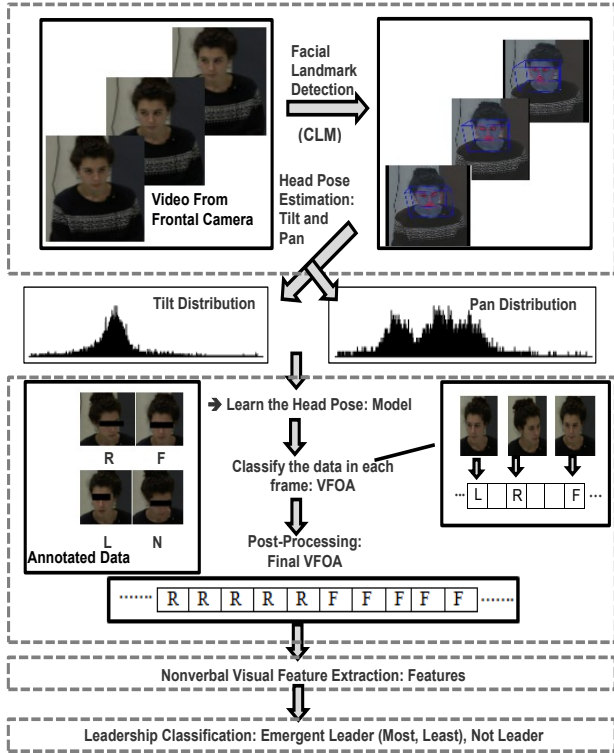 Facial
Landmark
Detection
(CLM)
Video From
Frontal Camera
Head Pose
Estimation:
Tilt and
Pan
Tilt Distribution
Pan Distribution
➔ Learn the Head Pose: Model
R F
L N
Annotated Data
Classify the data in each
frame: VFOA
... L R F ...
Post-Processing:
Final VFOA
....... R R R R R F F F F F .......
Nonverbal Visual Feature Extraction: Features
Leadership Classification: Emergent Leader (Most, Least), Not Leader